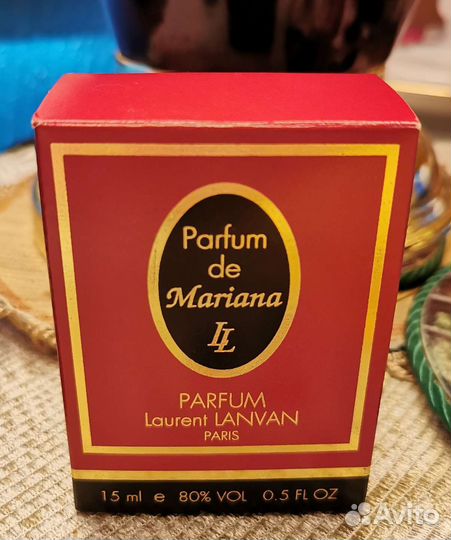 Parfum
de
Mariana
LL
PARFUM
Laurent LANVAN
PARIS
15 ml e 80% VOL 0.5 FL OZ
Avito